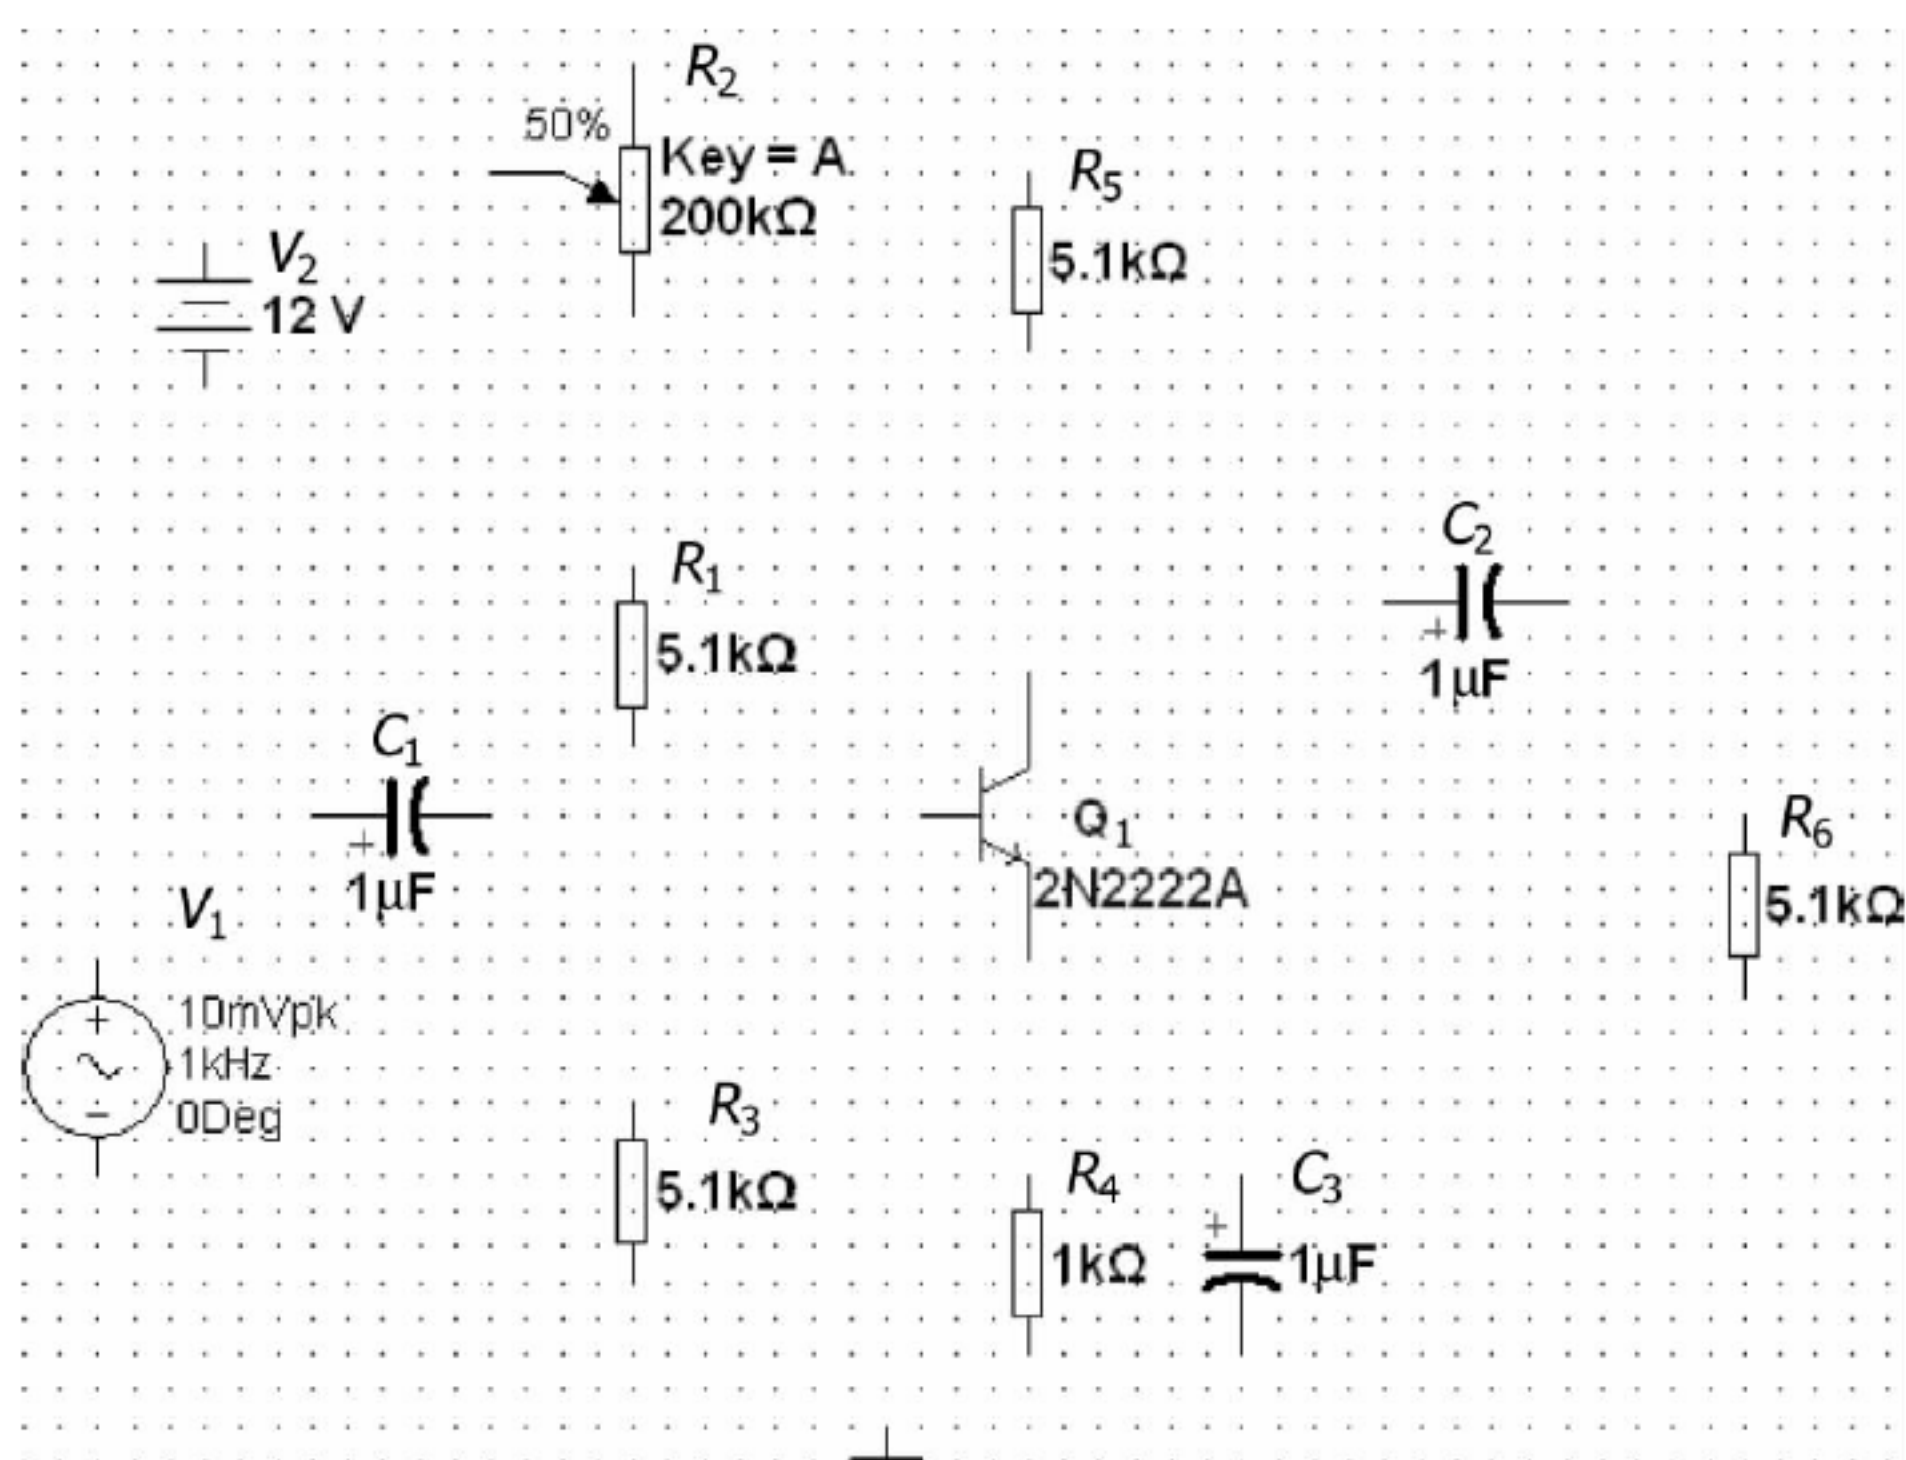 R2
50%
Key = A
200kΩ
R5
5.1kΩ
V2
12 V
C2
+
1µF
R1
5.1kΩ
C1
+
1µF
Q1
2N2222A
R6
5.1kΩ
V1
+
10mVpk
1kHz
−
0Deg
R3
5.1kΩ
R4
1kΩ
C3
+
1µF